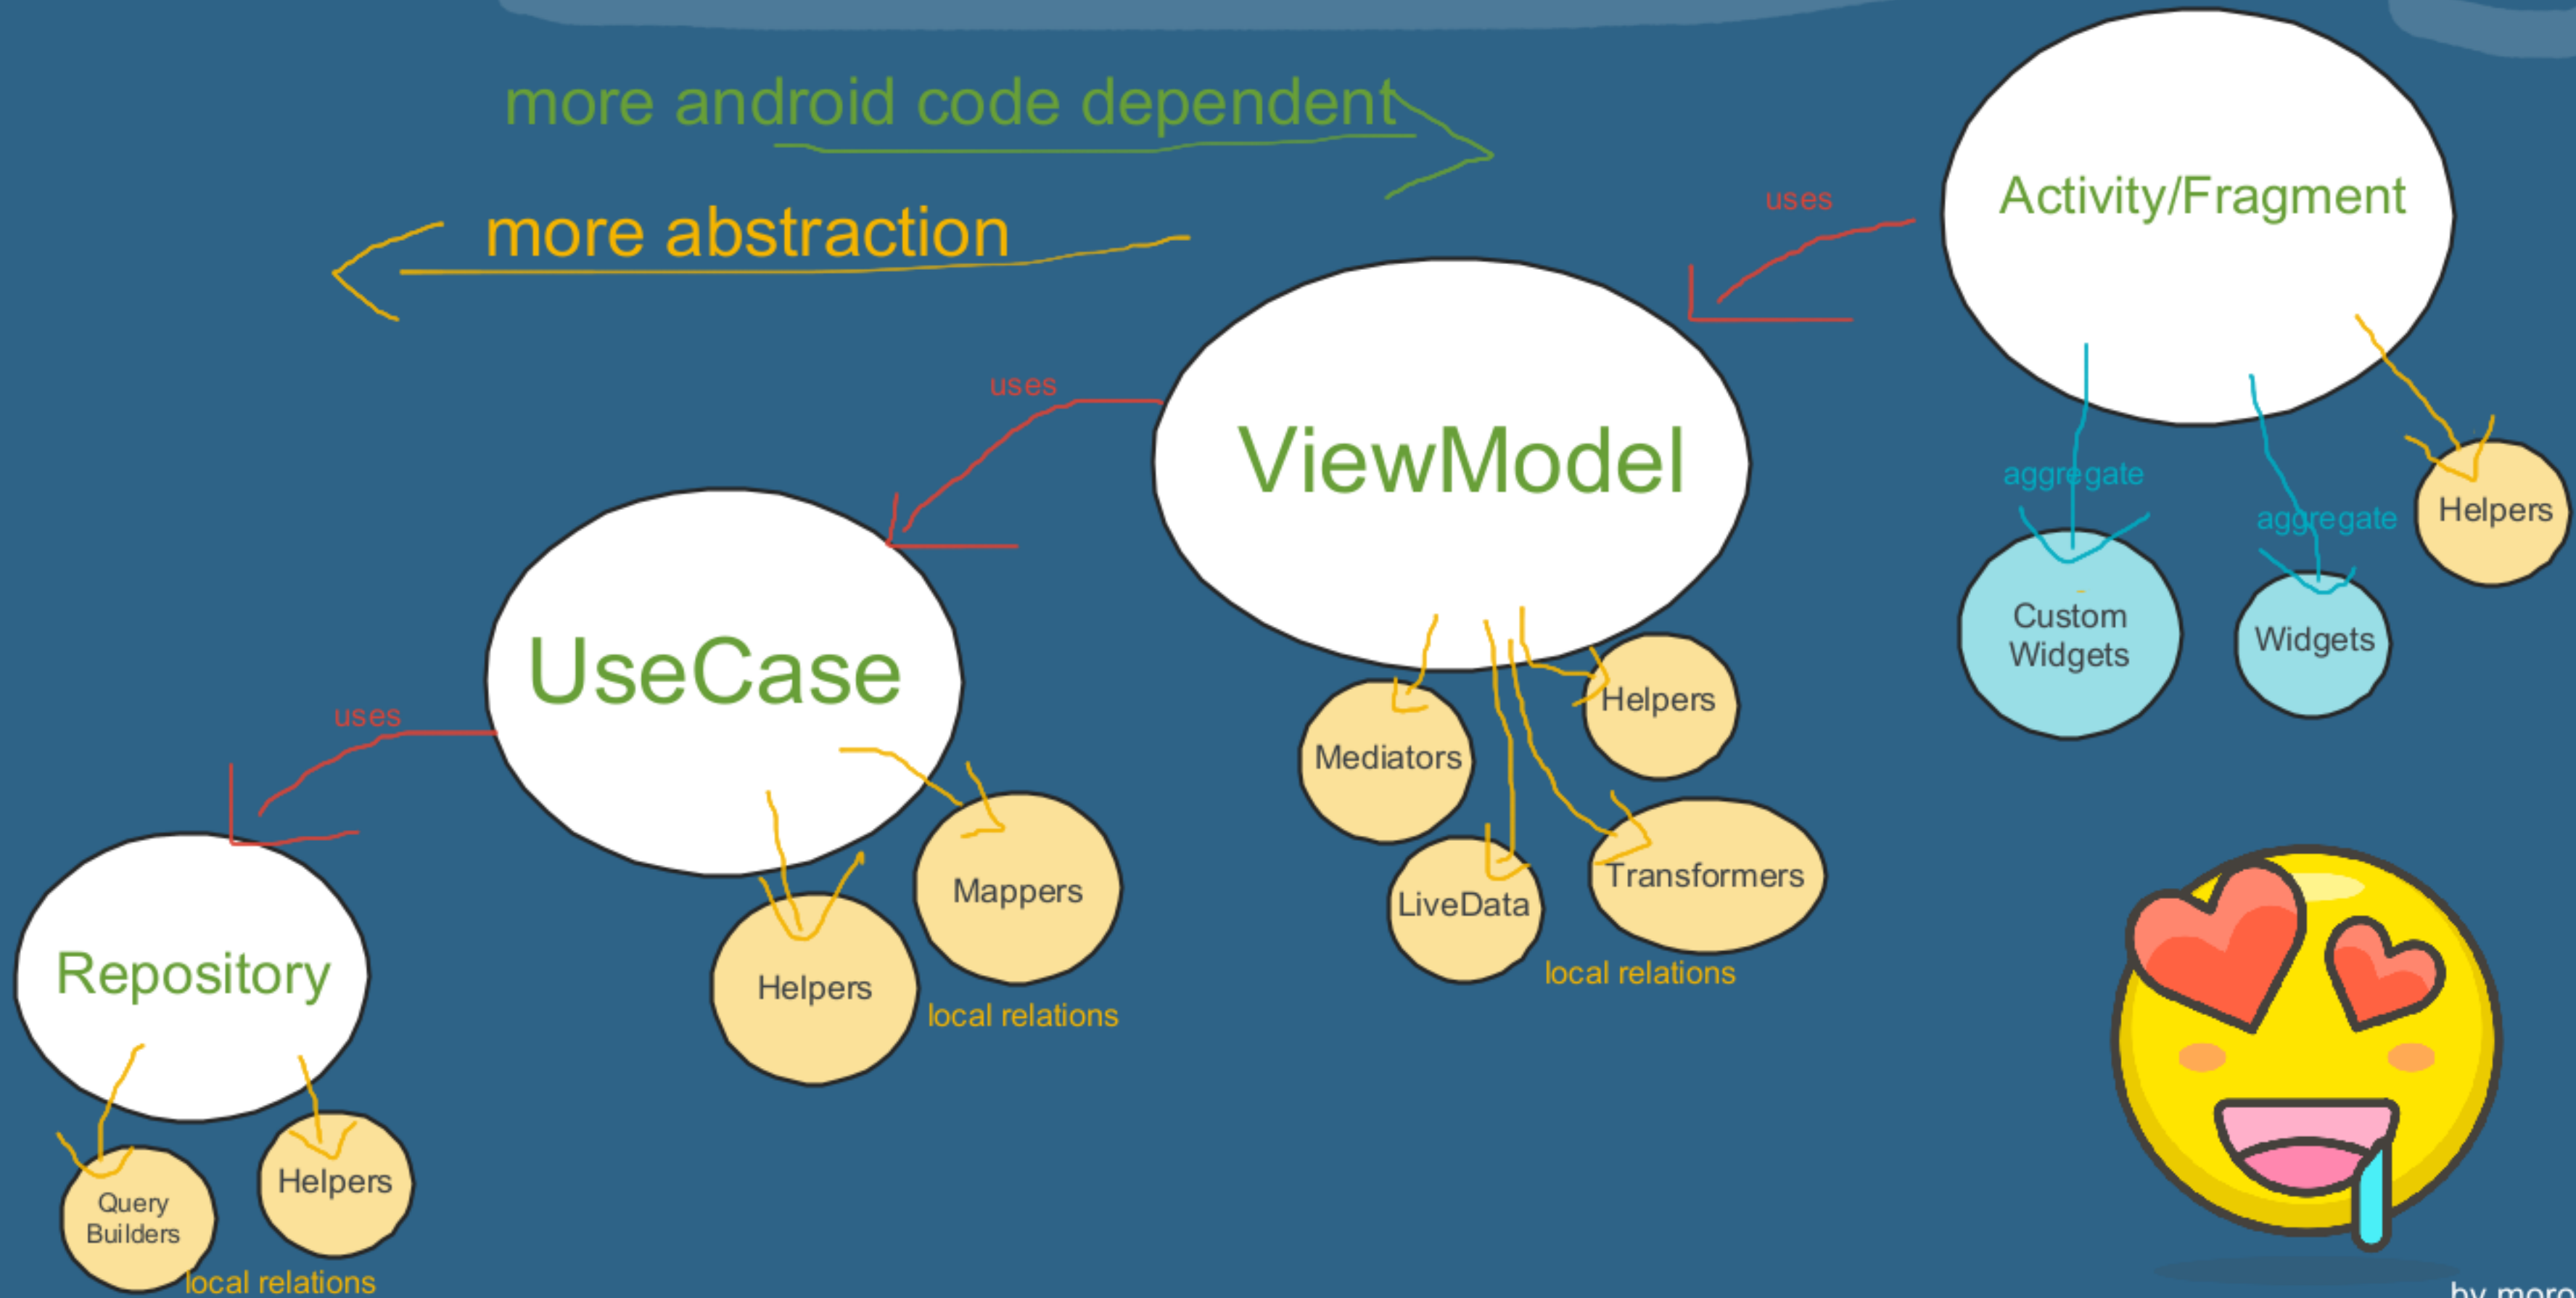 more android code dependent
more abstraction
uses
Activity/Fragment
uses
ViewModel
aggregate
aggregate
Helpers
Custom
Widgets
Widgets
UseCase
Helpers
Mediators
uses
Transformers
LiveData
Mappers
local relations
Helpers
local relations
Repository
Helpers
Query
Builders
local relations
by